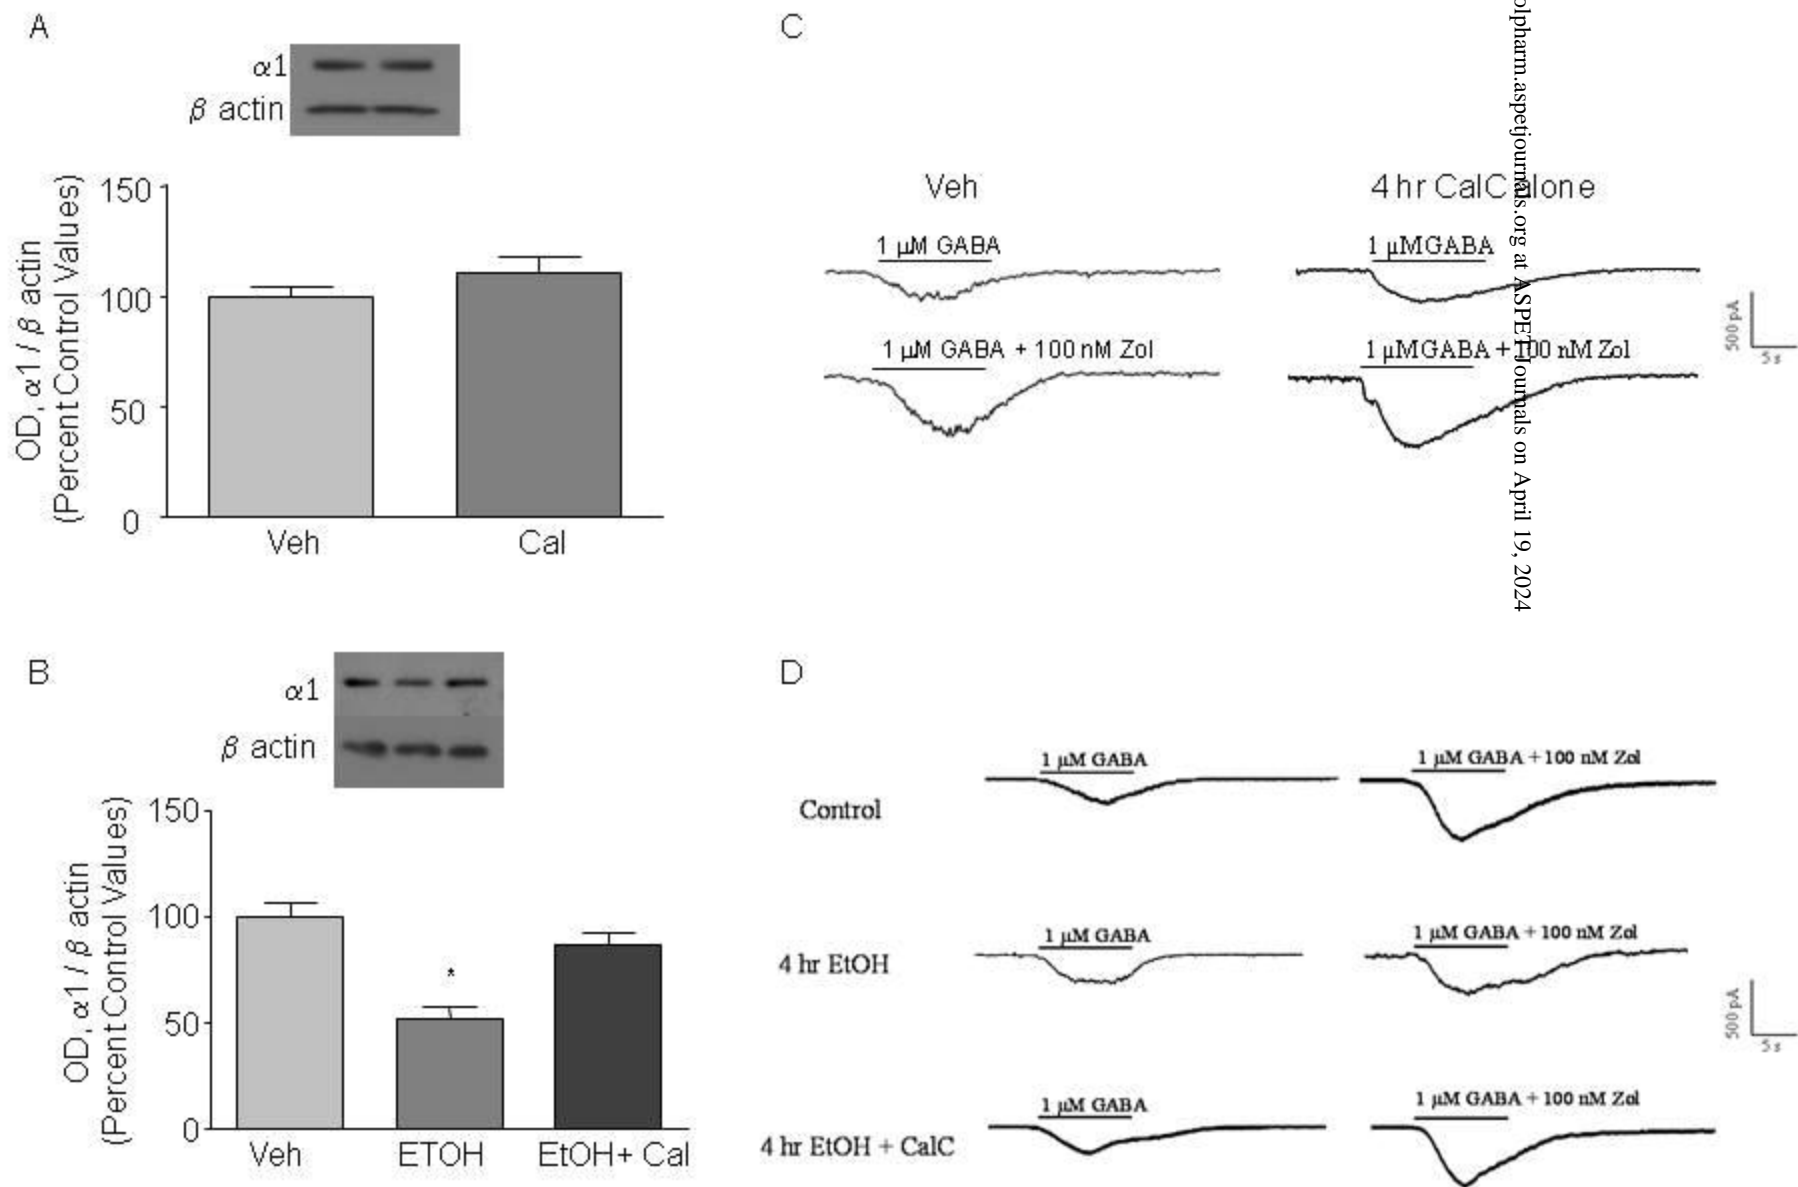 A
α1
β actin
OD, α1 / β actin
(Percent Control Values)
150
100
50
0
Veh
Cal
B
α1
β actin
OD, α1 / β actin
(Percent Control Values)
150
100
50
0
Veh
*
ETOH
EtOH+ Cal
C
Veh
4 hr CalC alone
1 μM GABA
1 μM GABA
1 μM GABA + 100 nM Zol
1 μM GABA + 100 nM Zol
500 pA
5 s
olpharm.aspetjournals.org at ASPET Journals on April 19, 2024
D
Control
1 μM GABA
1 μM GABA + 100 nM Zol
4 hr EtOH
1 μM GABA
1 μM GABA + 100 nM Zol
500 pA
5 s
4 hr EtOH + CalC
1 μM GABA
1 μM GABA + 100 nM Zol